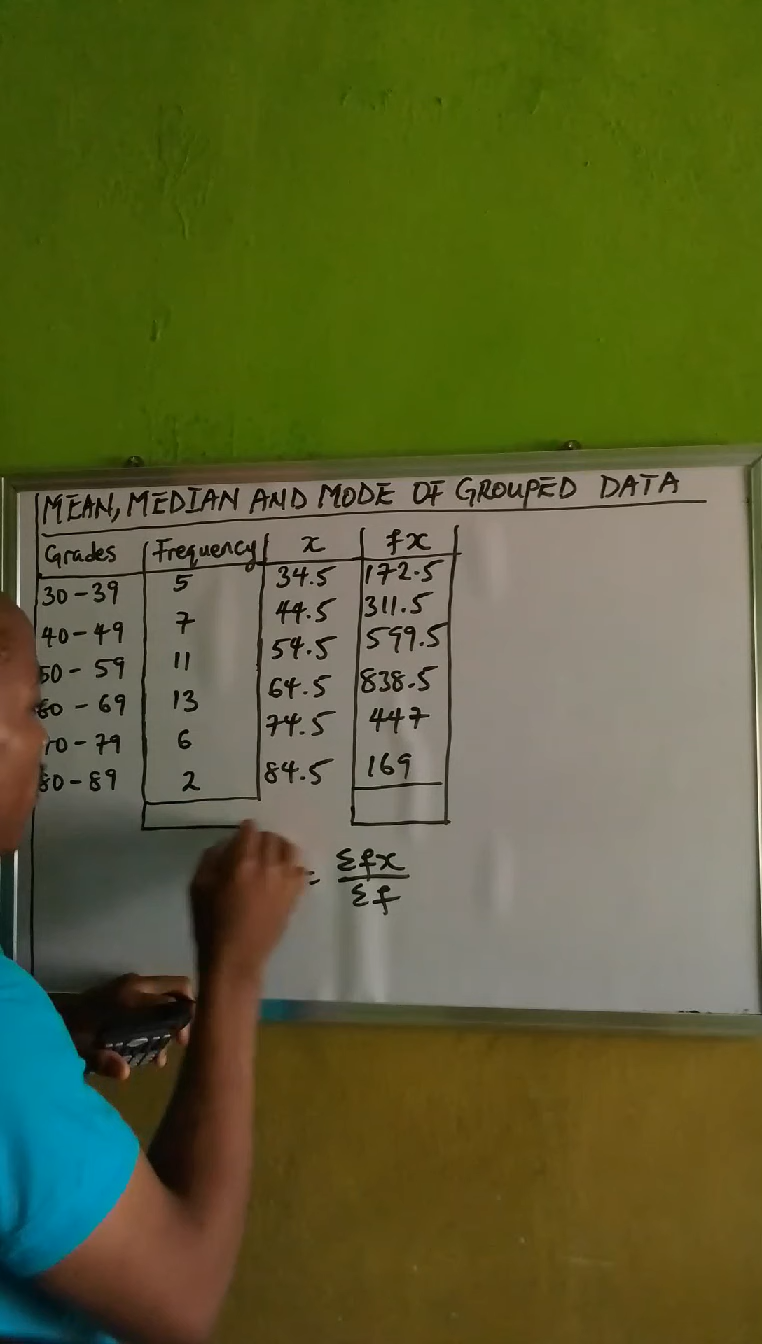 MEAN, MEDIAN AND MODE OF GROUPED DATA
Grades Frequency x fx
30 - 39 5 34.5 172.5
40 - 49 7 44.5 311.5
50 - 59 11 54.5 599.5
60 - 69 13 64.5 838.5
70 - 79 6 74.5 447
80 - 89 2 84.5 169
= Σfx
Σf